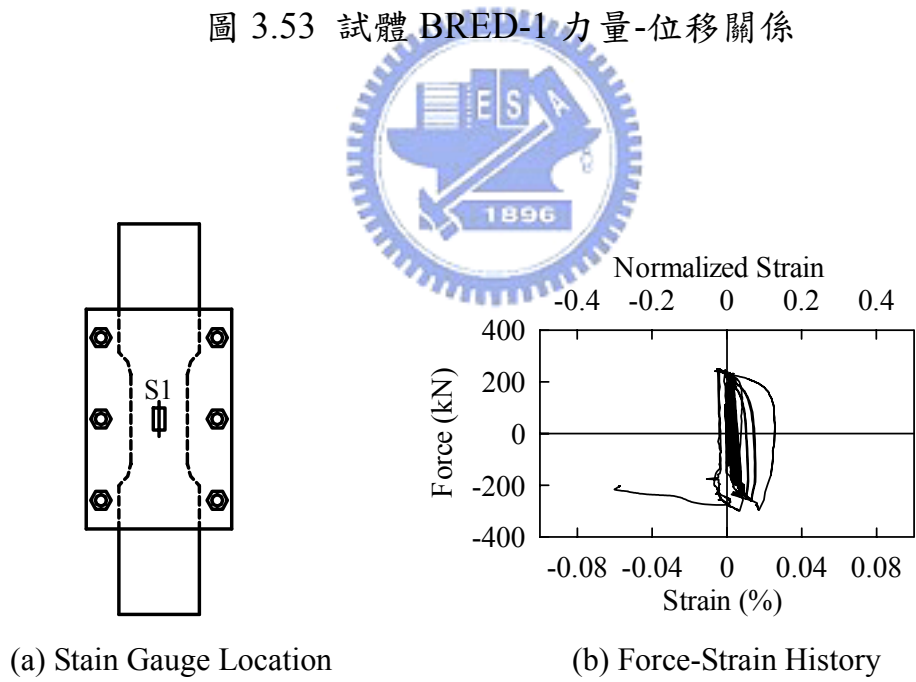 圖 3.53 試體 BRED-1 力量-位移關係
E S A
1896
S1
Normalized Strain
-0.4 -0.2 0 0.2 0.4
400
200
0
-200
-400
Force (kN)
-0.08 -0.04 0 0.04 0.08
Strain (%)
(a) Stain Gauge Location
(b) Force-Strain History